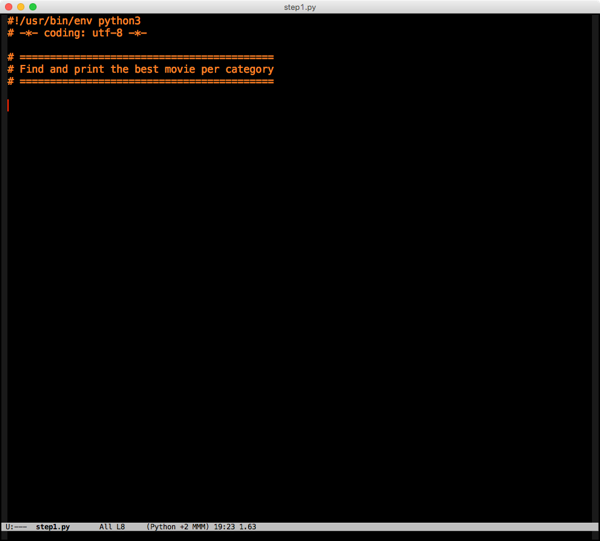 step1.py
#!/usr/bin/env python3
# -*- coding: utf-8 -*-
# ==========================================
# Find and print the best movie per category
# ==========================================
U:--- step1.py All L8 (Python +2 MMM) 19:23 1.63